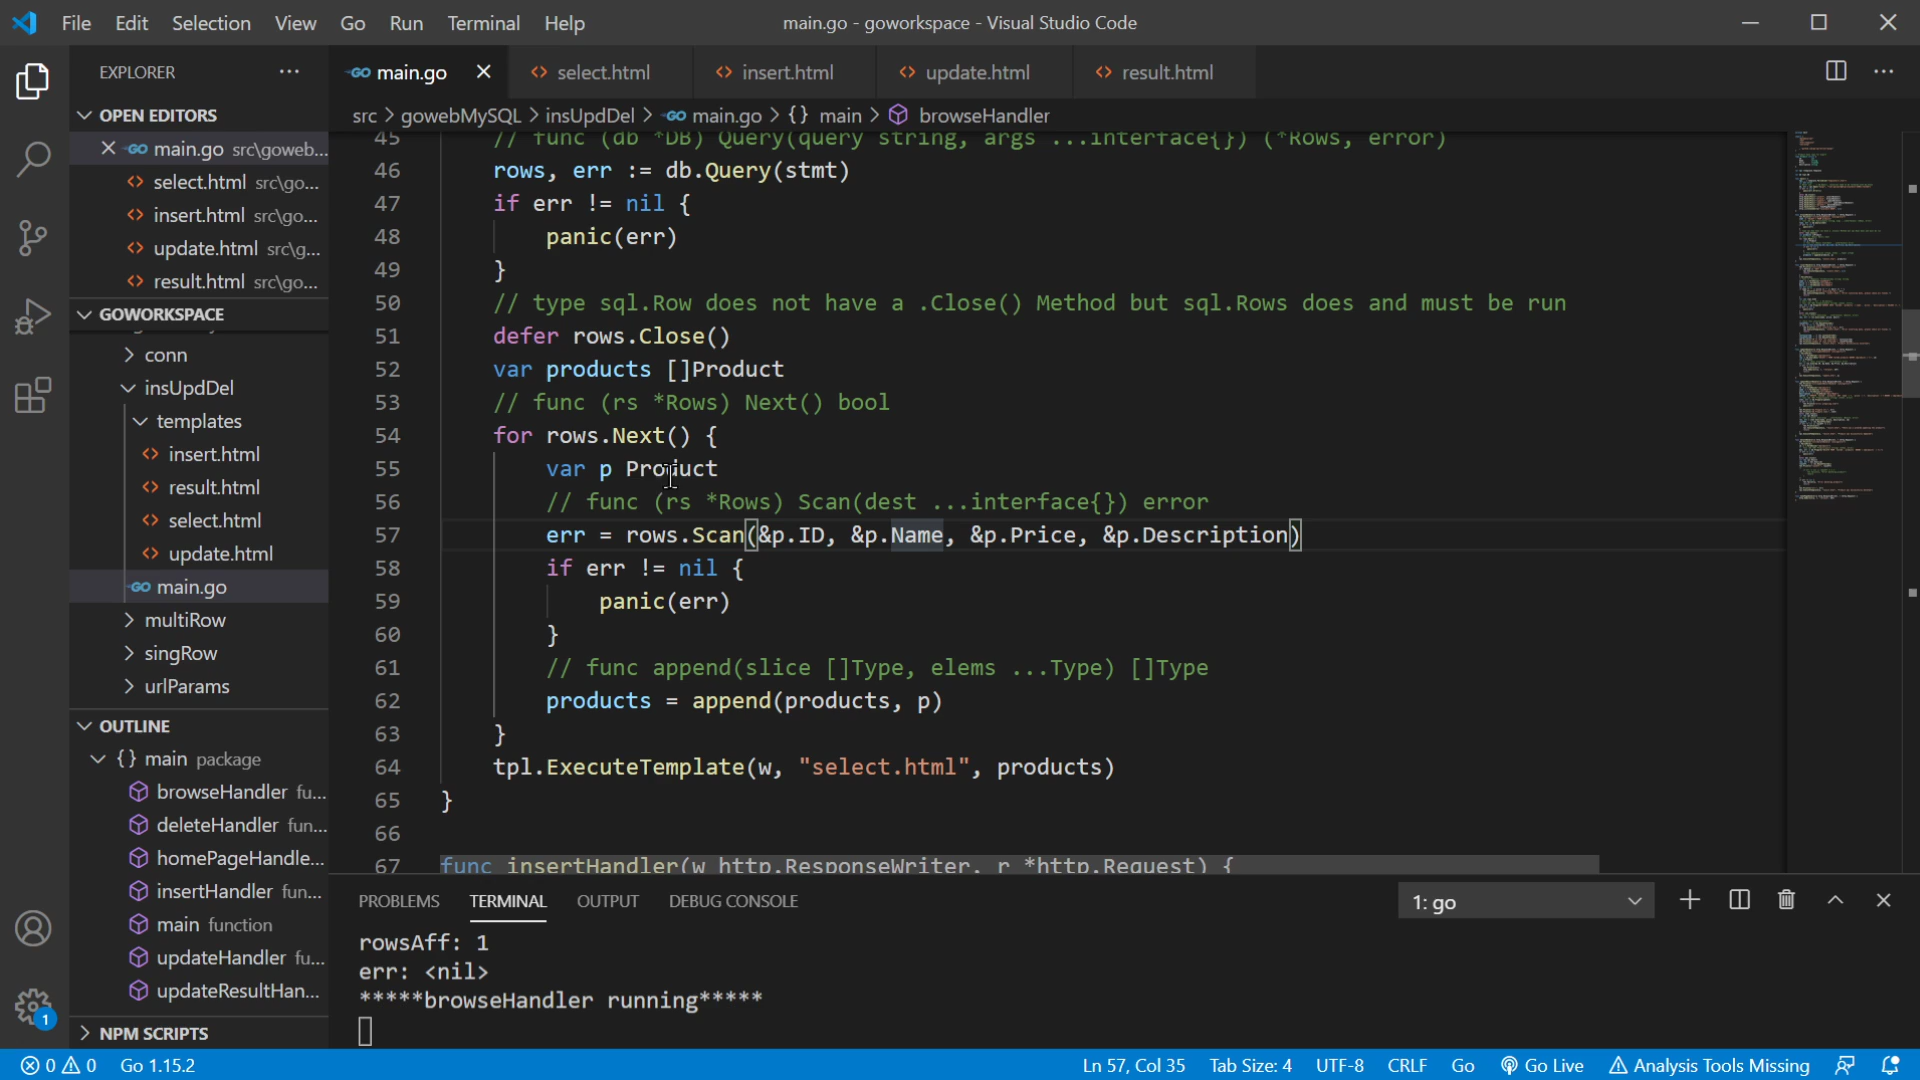 File Edit Selection View Go Run Terminal Help
main.go - goworkspace - Visual Studio Code
EXPLORER
OPEN EDITORS
main.go src\goweb...
select.html src\go...
insert.html src\go...
update.html src\g...
result.html src\go...
GOWORKSPACE
conn
insUpdDel
templates
insert.html
result.html
select.html
update.html
main.go
multiRow
singRow
urlParams
OUTLINE
{} main package
browseHandler fu...
deleteHandler fun...
homePageHandle...
insertHandler fun...
main function
updateHandler fu...
updateResultHan...
NPM SCRIPTS
main.go select.html insert.html update.html result.html
src > gowebMySQL > insUpdDel > main.go > {} main > browseHandler
45 // func (db *DB) Query(query string, args ...interface{}) (*Rows, error)
46 rows, err := db.Query(stmt)
47 if err != nil {
48 panic(err)
49 }
50 // type sql.Row does not have a .Close() Method but sql.Rows does and must be run
51 defer rows.Close()
52 var products []Product
53 // func (rs *Rows) Next() bool
54 for rows.Next() {
55 var p Product
56 // func (rs *Rows) Scan(dest ...interface{}) error
57 err = rows.Scan(&p.ID, &p.Name, &p.Price, &p.Description)
58 if err != nil {
59 panic(err)
60 }
61 // func append(slice []Type, elems ...Type) []Type
62 products = append(products, p)
63 }
64 tpl.ExecuteTemplate(w, "select.html", products)
65 }
66
67 func insertHandler(w http.ResponseWriter, r *http.Request) {
PROBLEMS TERMINAL OUTPUT DEBUG CONSOLE
1: go
rowsAff: 1
err: <nil>
*****browseHandler running*****
1
0 0 Go 1.15.2
Ln 57, Col 35 Tab Size: 4 UTF-8 CRLF Go Go Live Analysis Tools Missing